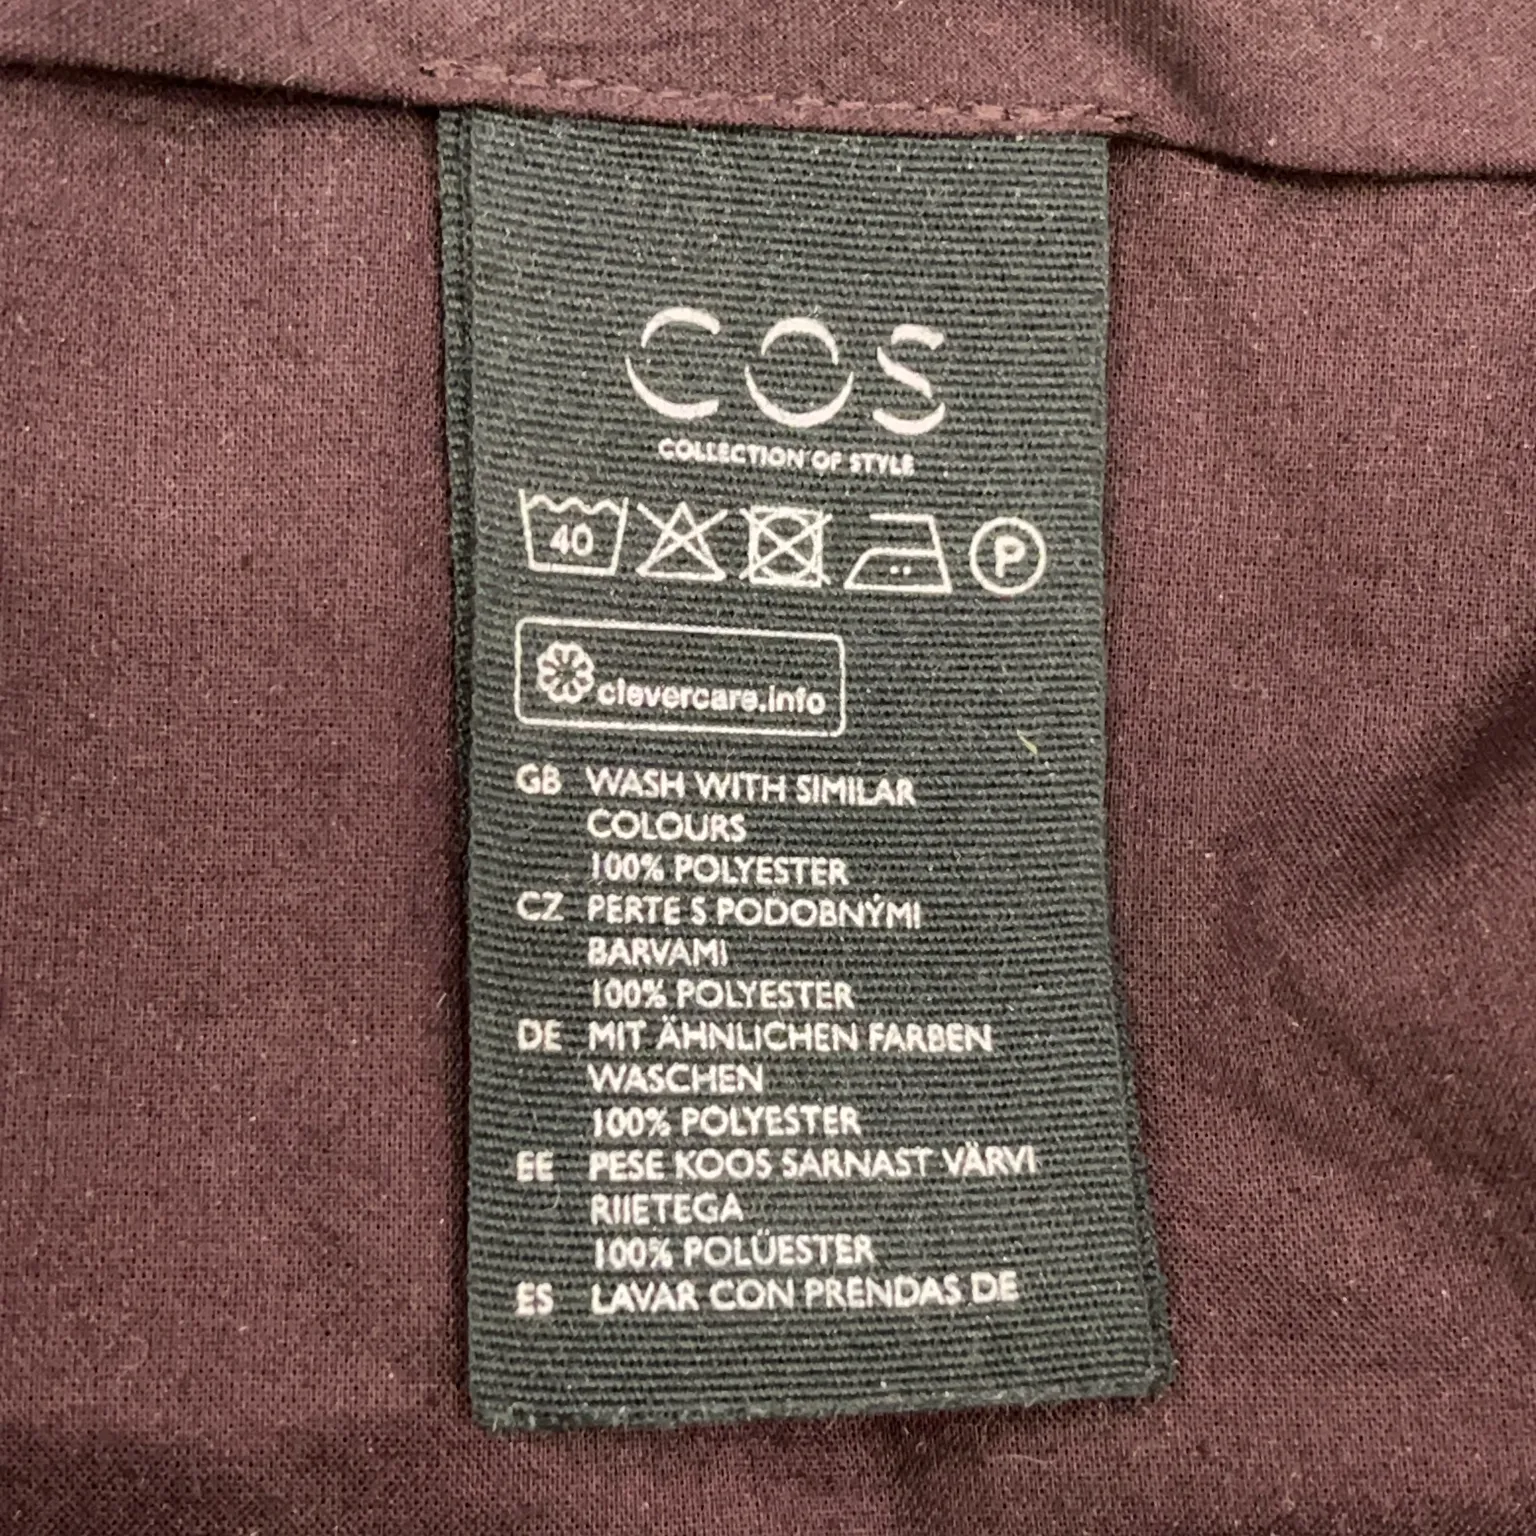 COS
COLLECTION OF STYLE
40
P
clevercare.info
GB WASH WITH SIMILAR
COLOURS
100% POLYESTER
CZ PERTE S PODOBNÝMI
BARVAMI
100% POLYESTER
DE MIT ÄHNLICHEN FARBEN
WASCHEN
100% POLYESTER
EE PESE KOOS SARNAST VÄRVI
RIIETEGA
100% POLÜESTER
ES LAVAR CON PRENDAS DE